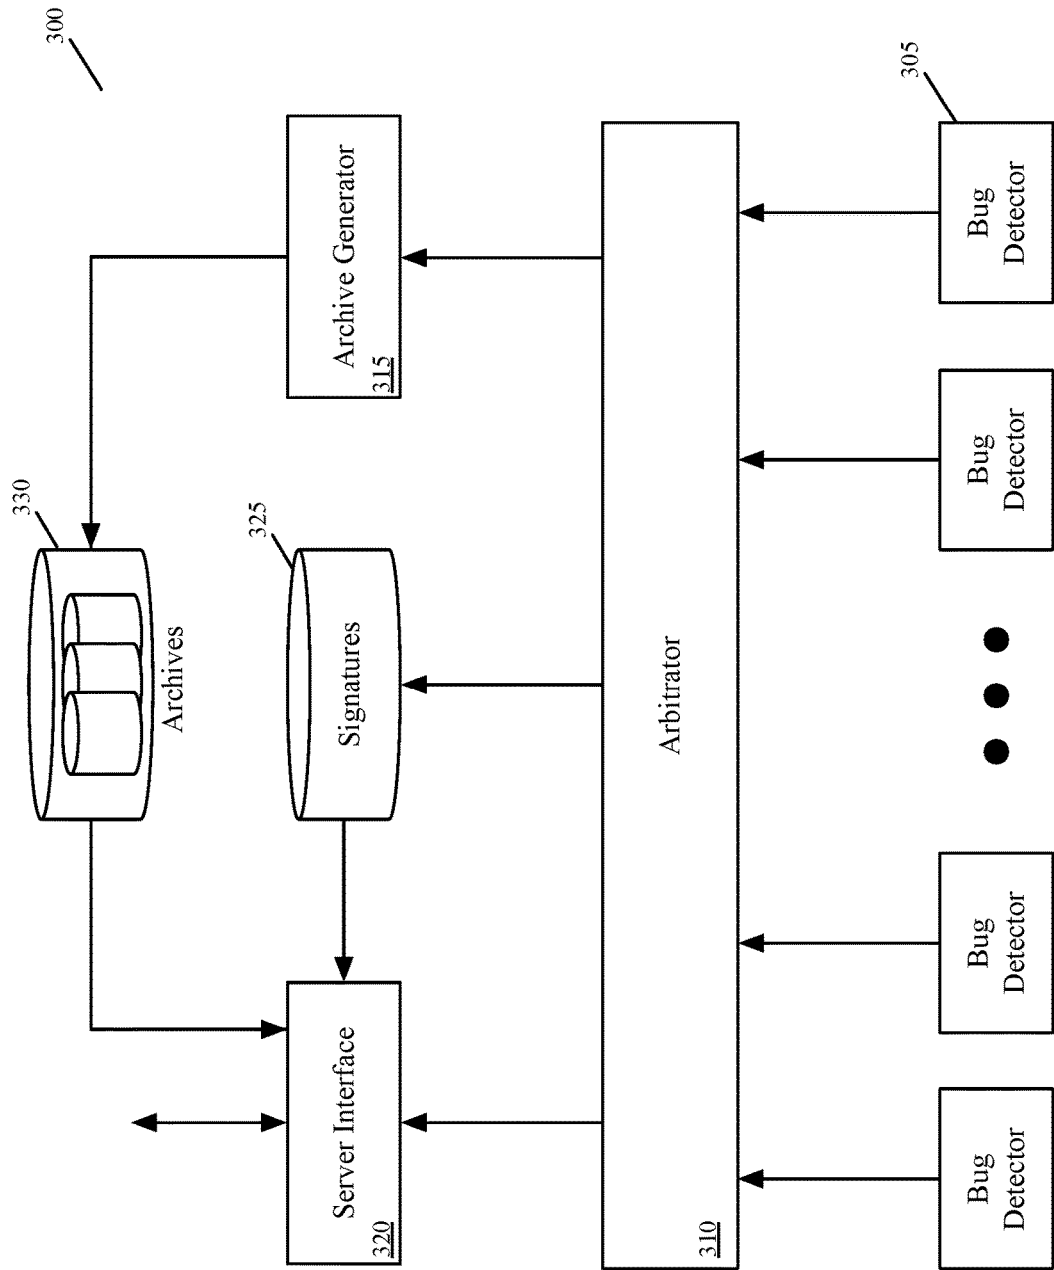 300
330
Archives
325
Signatures
Archive Generator
315
Server Interface
320
Arbitrator
310
305
Bug
Detector
Bug
Detector
Bug
Detector
Bug
Detector